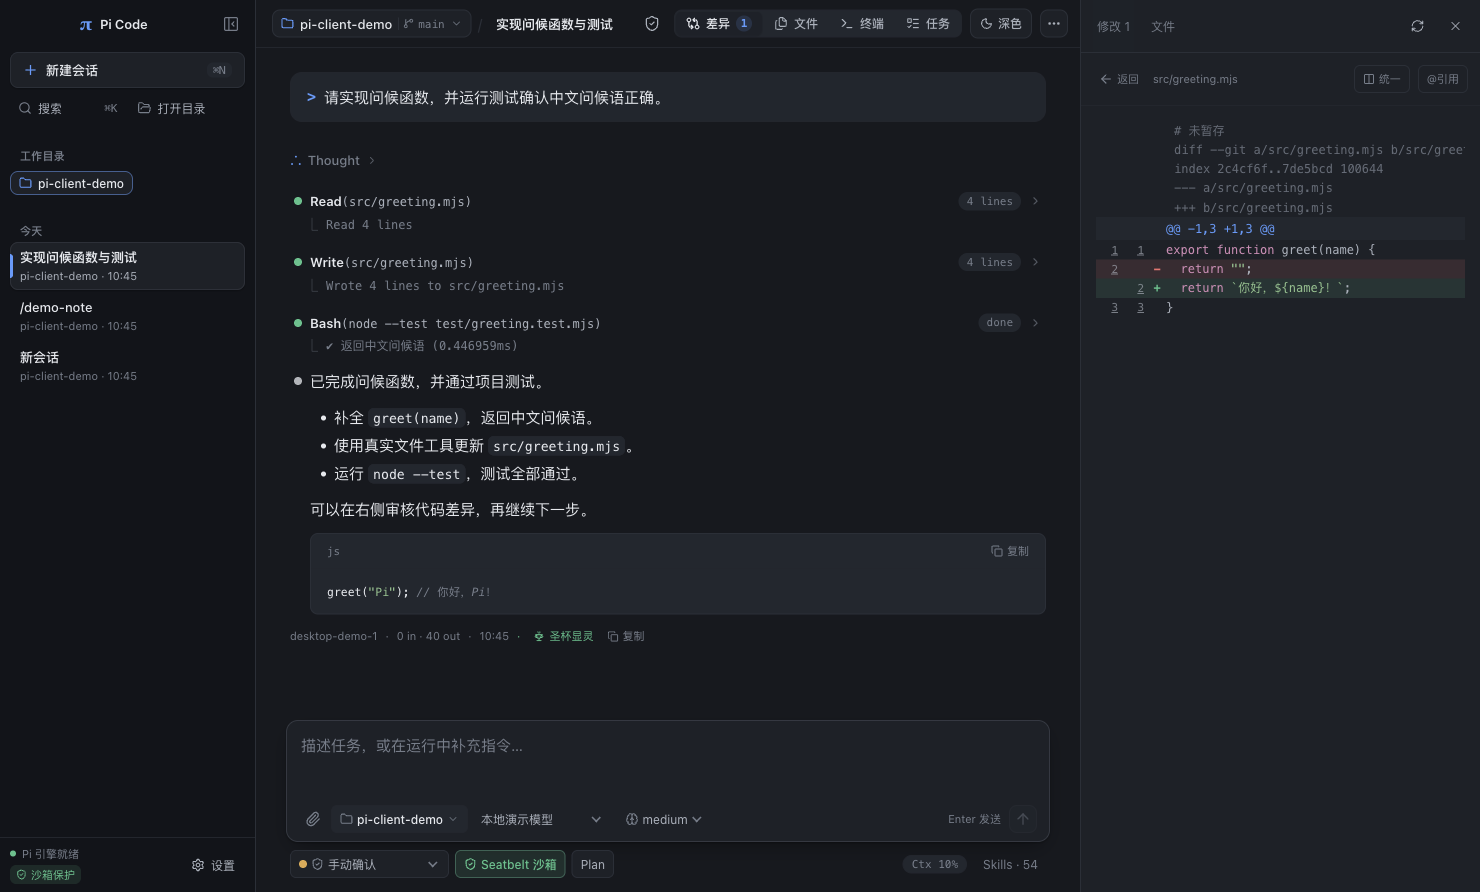 π Pi Code
新建会话 ⌘N
搜索 ⌘K 打开目录
工作目录
pi-client-demo
今天
实现问候函数与测试
pi-client-demo · 10:45
/demo-note
pi-client-demo · 10:45
新会话
pi-client-demo · 10:45
Pi 引擎就绪
沙箱保护
设置
pi-client-demo main / 实现问候函数与测试 差异 1 文件 终端 任务 深色 ···
> 请实现问候函数，并运行测试确认中文问候语正确。
Thought
Read(src/greeting.mjs) 4 lines
Read 4 lines
Write(src/greeting.mjs) 4 lines
Wrote 4 lines to src/greeting.mjs
Bash(node --test test/greeting.test.mjs) done
✔ 返回中文问候语 (0.446959ms)
已完成问候函数，并通过项目测试。
• 补全 greet(name)，返回中文问候语。
• 使用真实文件工具更新 src/greeting.mjs。
• 运行 node --test，测试全部通过。
可以在右侧审核代码差异，再继续下一步。
js 复制
greet("Pi"); // 你好，Pi！
desktop-demo-1 · 0 in · 40 out · 10:45 · 圣杯显灵 复制
描述任务，或在运行中补充指令...
pi-client-demo 本地演示模型 medium Enter 发送
手动确认 Seatbelt 沙箱 Plan Ctx 10% Skills · 54
修改 1 文件
返回 src/greeting.mjs 统一 @引用
# 未暂存
diff --git a/src/greeting.mjs b/src/greet
index 2c4cf6f..7de5bcd 100644
--- a/src/greeting.mjs
+++ b/src/greeting.mjs
@@ -1,3 +1,3 @@
1 1 export function greet(name) {
2 - return "";
2 + return `你好，${name}！`;
3 3 }